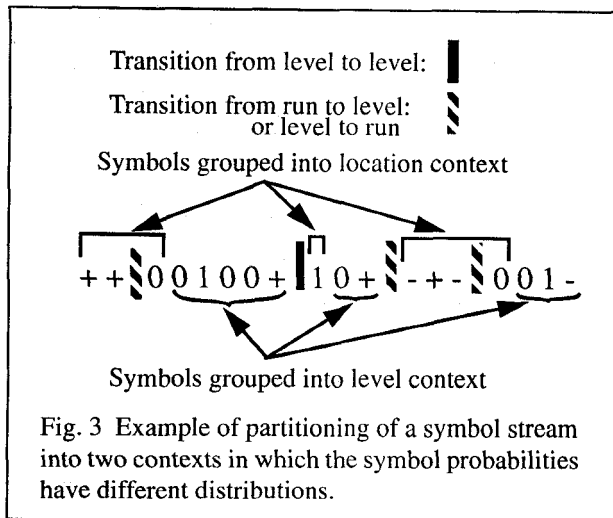 Transition from level to level:
Transition from run to level:
or level to run
Symbols grouped into location context
+ + 0 0 1 0 0 + 1 0 + - + - 0 0 1 -
Symbols grouped into level context
Fig. 3 Example of partitioning of a symbol stream
into two contexts in which the symbol probabilities
have different distributions.